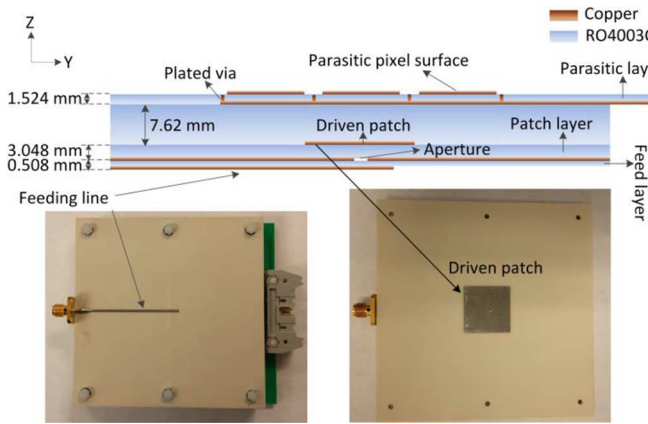 Z
Y
Copper
RO4003C
Plated via
Parasitic pixel surface
Parasitic lay
1.524 mm
7.62 mm
Driven patch
Patch layer
3.048 mm
Aperture
0.508 mm
Feed layer
Feeding line
Driven patch